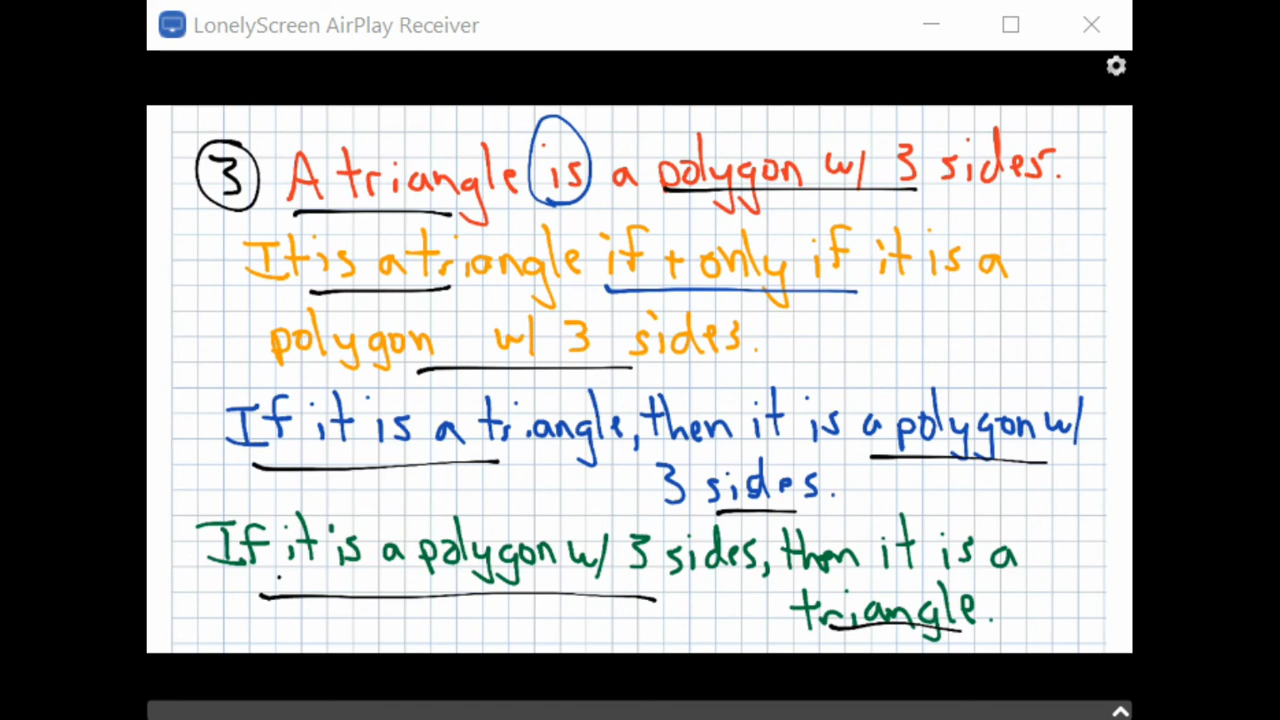 LonelyScreen AirPlay Receiver
3 A triangle is a polygon w/ 3 sides.
It is a triangle if + only if it is a
polygon w/ 3 sides.
If it is a triangle, then it is a polygon w/
3 sides.
If it is a polygon w/ 3 sides, then it is a
triangle.